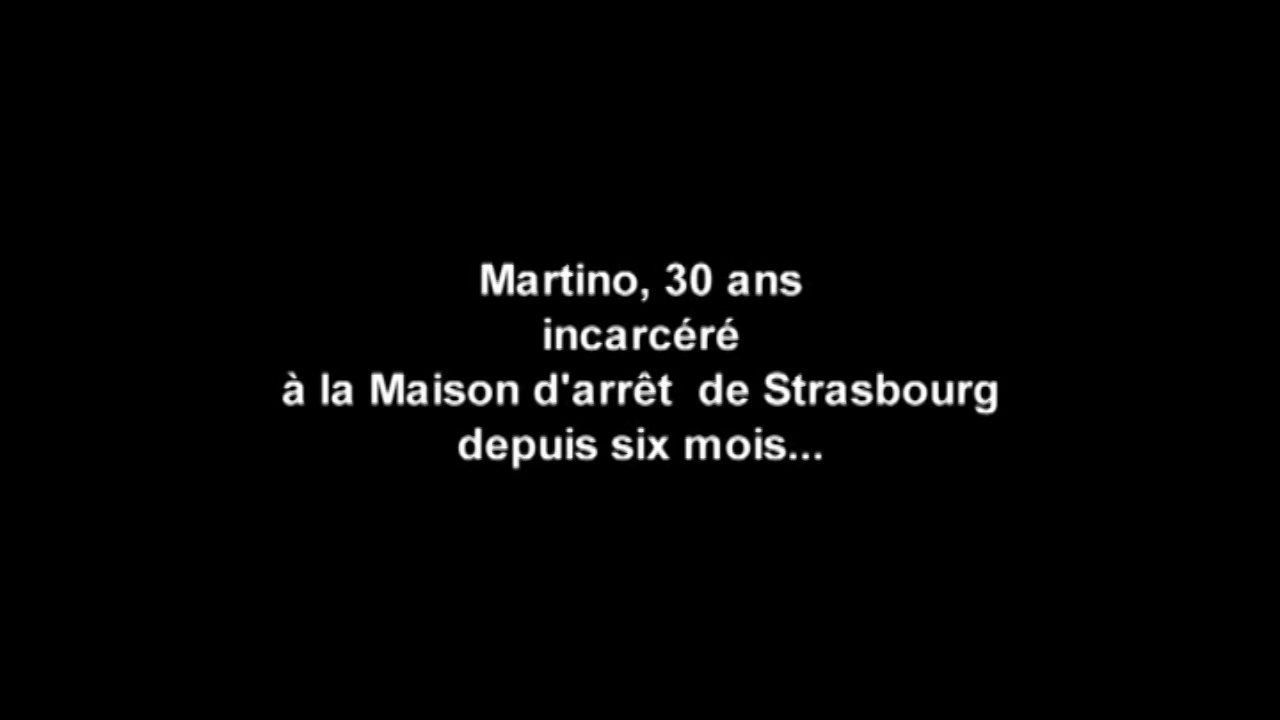 Martino, 30 ans
incarcéré
à la Maison d'arrêt  de Strasbourg
depuis six mois...